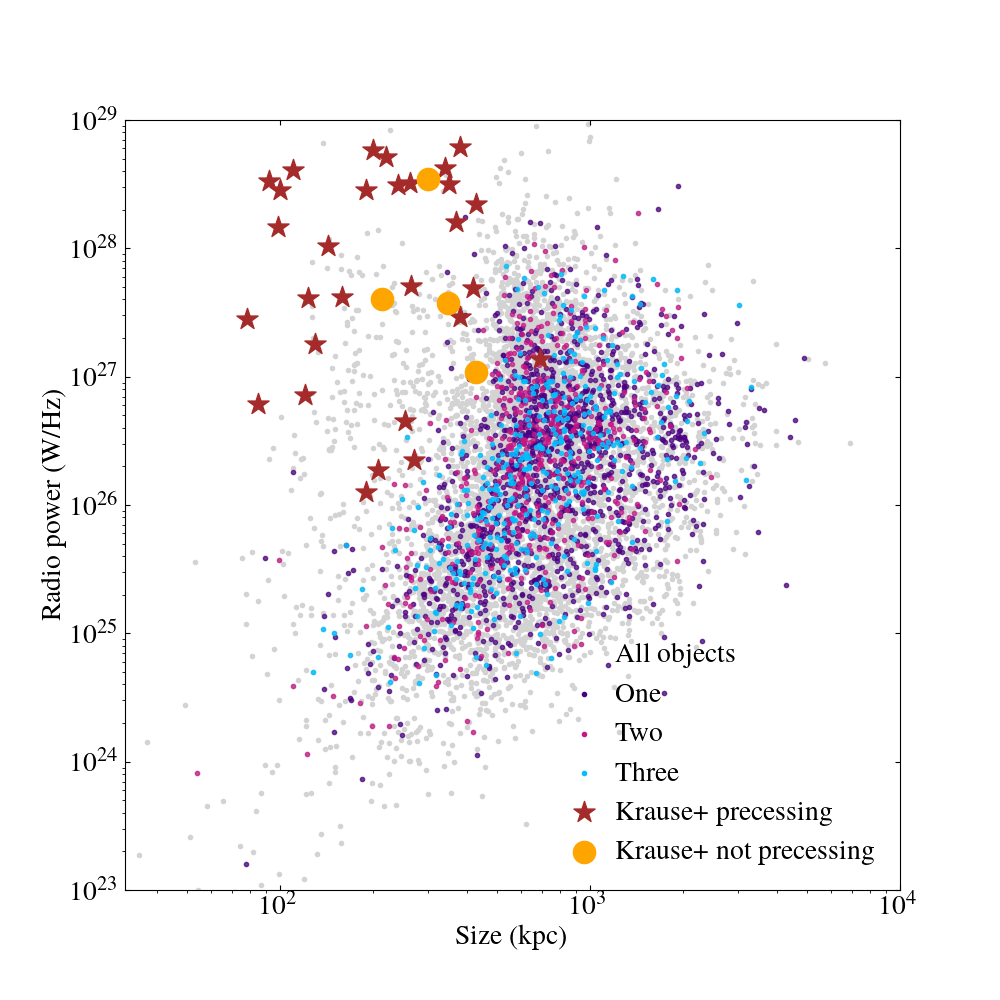 10^29
10^28
10^27
10^26
10^25
10^24
10^23
Radio power (W/Hz)
All objects
One
Two
Three
Krause+ precessing
Krause+ not precessing
10^2
10^3
10^4
Size (kpc)